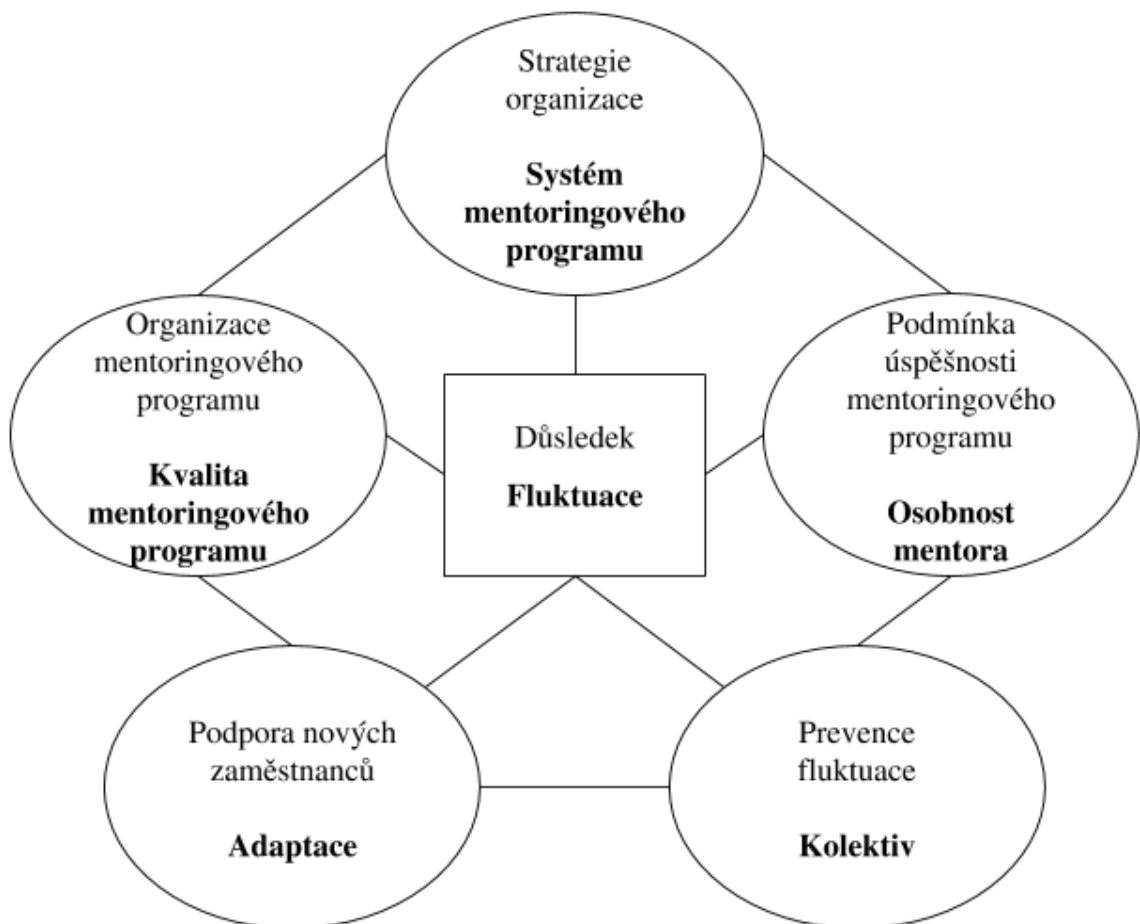 Strategie
organizace
Systém
mentoringového
programu
Organizace
mentoringového
programu
Kvalita
mentoringového
programu
Důsledek
Fluktuace
Podmínka
úspěšnosti
mentoringového
programu
Osobnost
mentora
Podpora nových
zaměstnanců
Adaptace
Prevence
fluktuace
Kolektiv